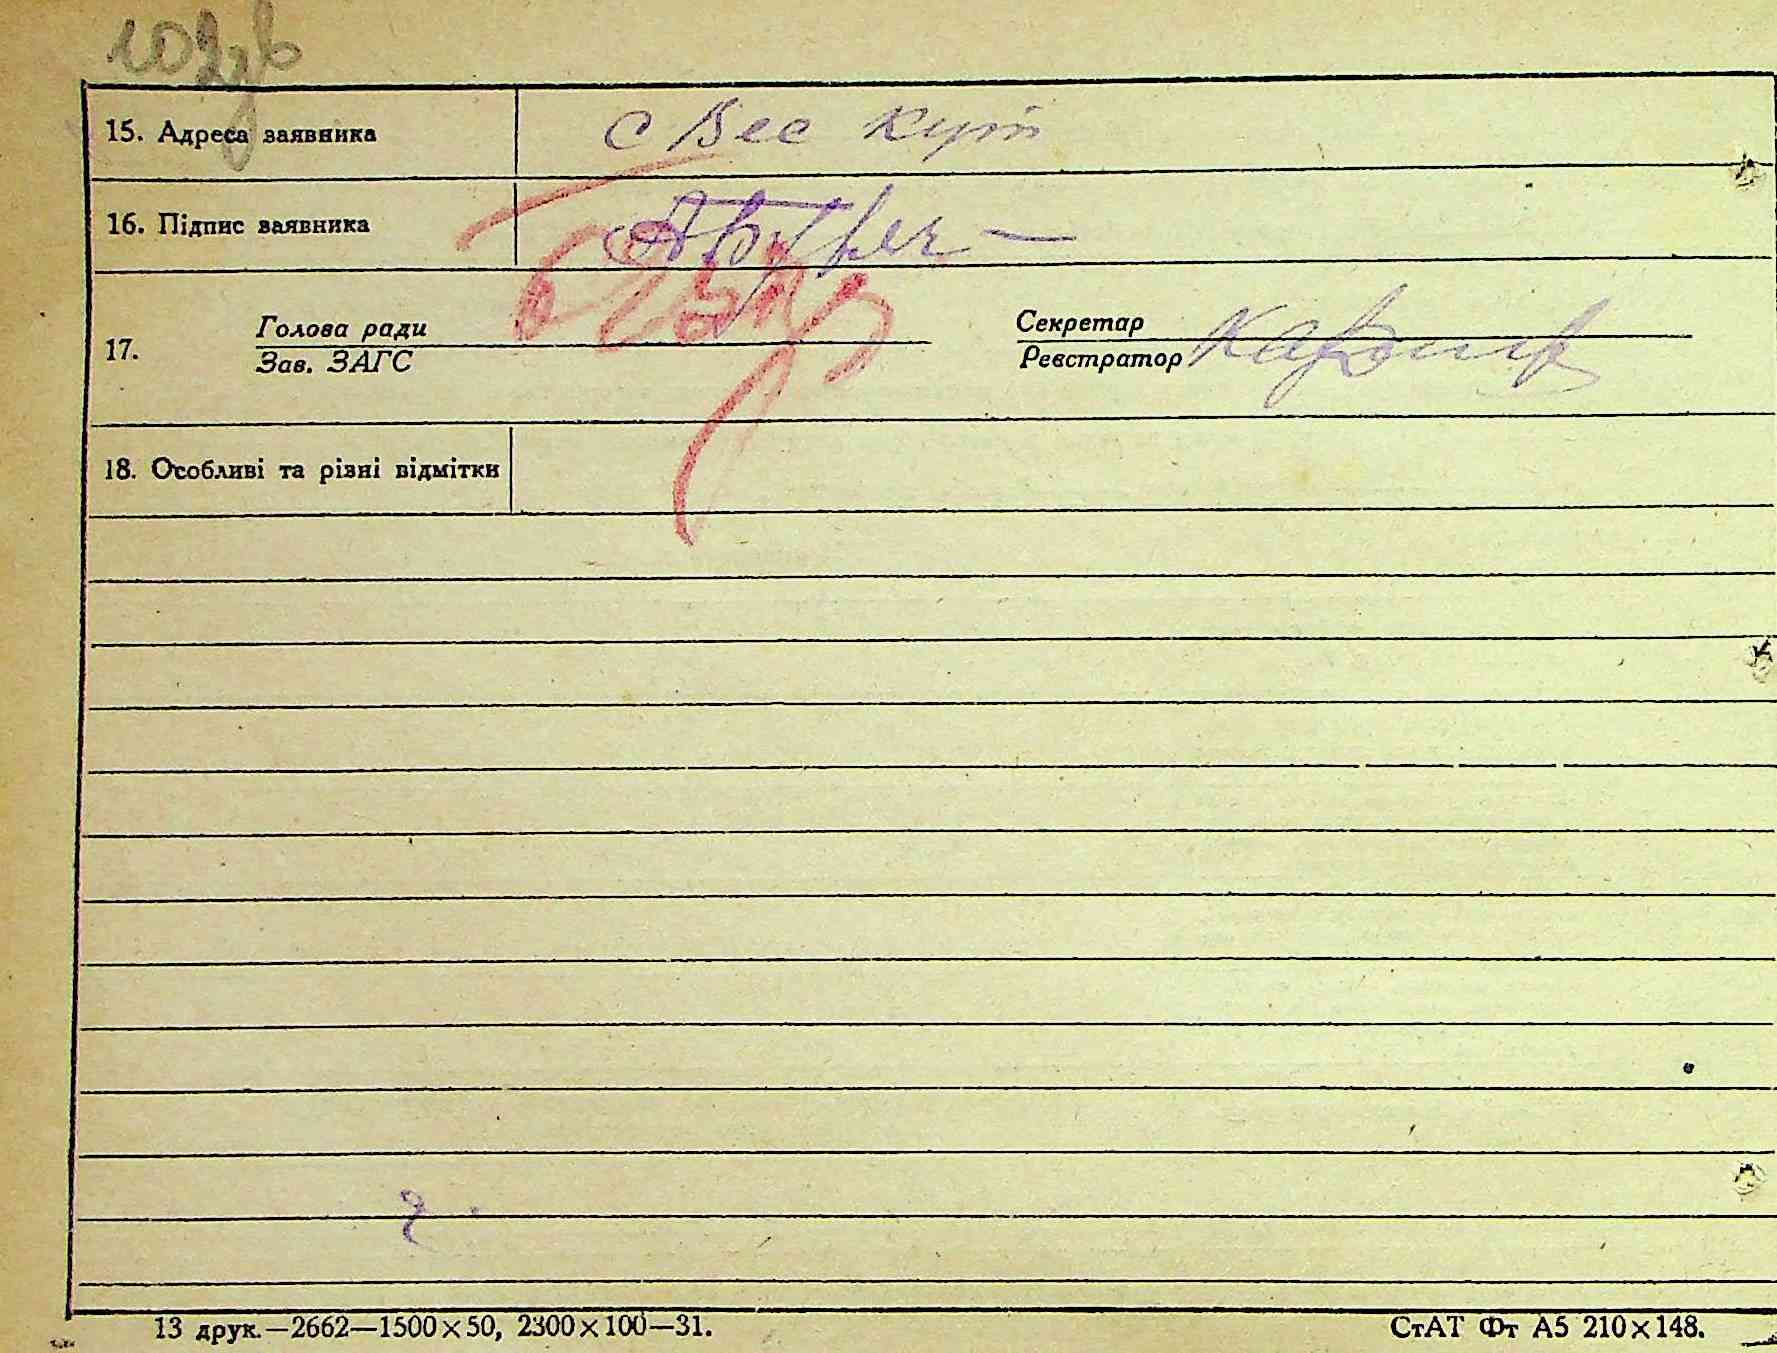 102зв
15. Адреса заявника с Вес Кут
16. Підпис заявника
17. Голова ради Секретар
Зав. ЗАГС Реєстратор
18. Особливі та різні відмітки
13 друк.—2662—1500×50, 2300×100—31. СтАТ Фт А5 210×148.